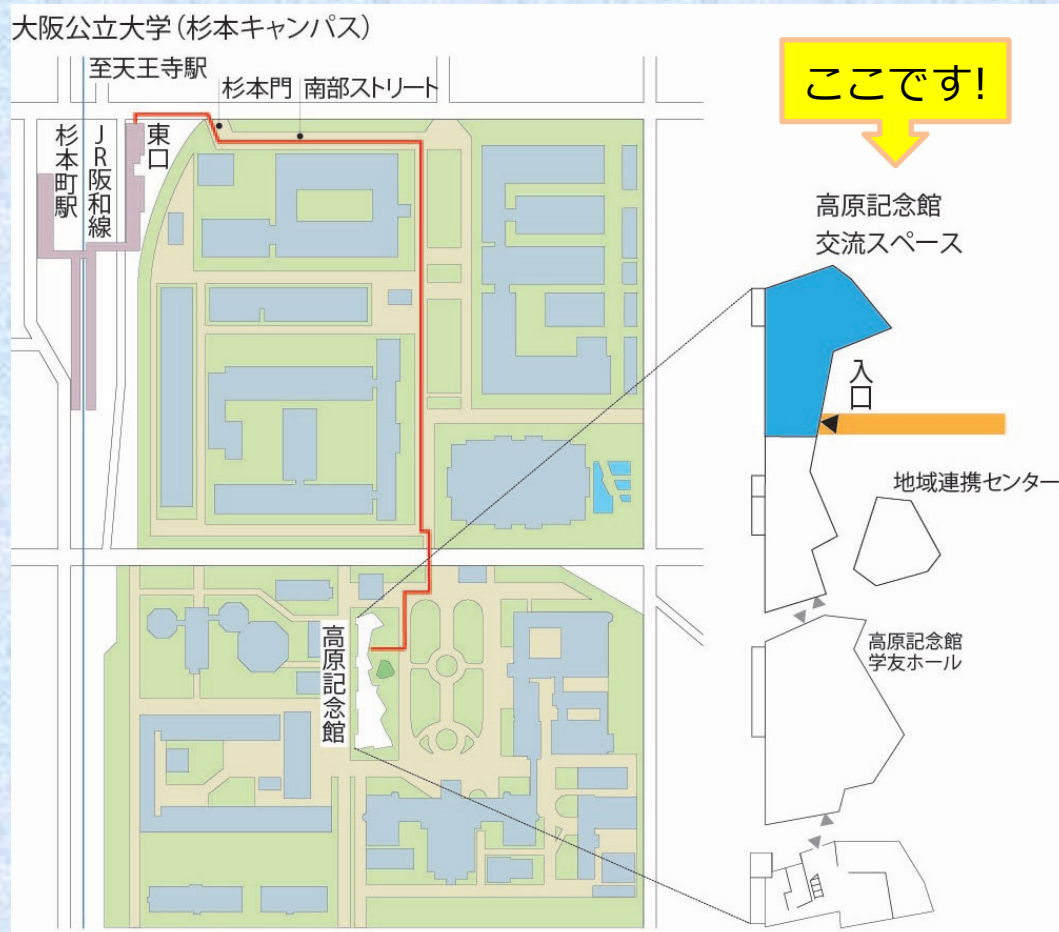 大阪公立大学(杉本キャンパス)
至天王寺駅
杉本門
南部ストリート
杉本町駅
JR阪和線
東口
ここです!
高原記念館
交流スペース
入口
地域連携センター
高原記念館
学友ホール
高原記念館